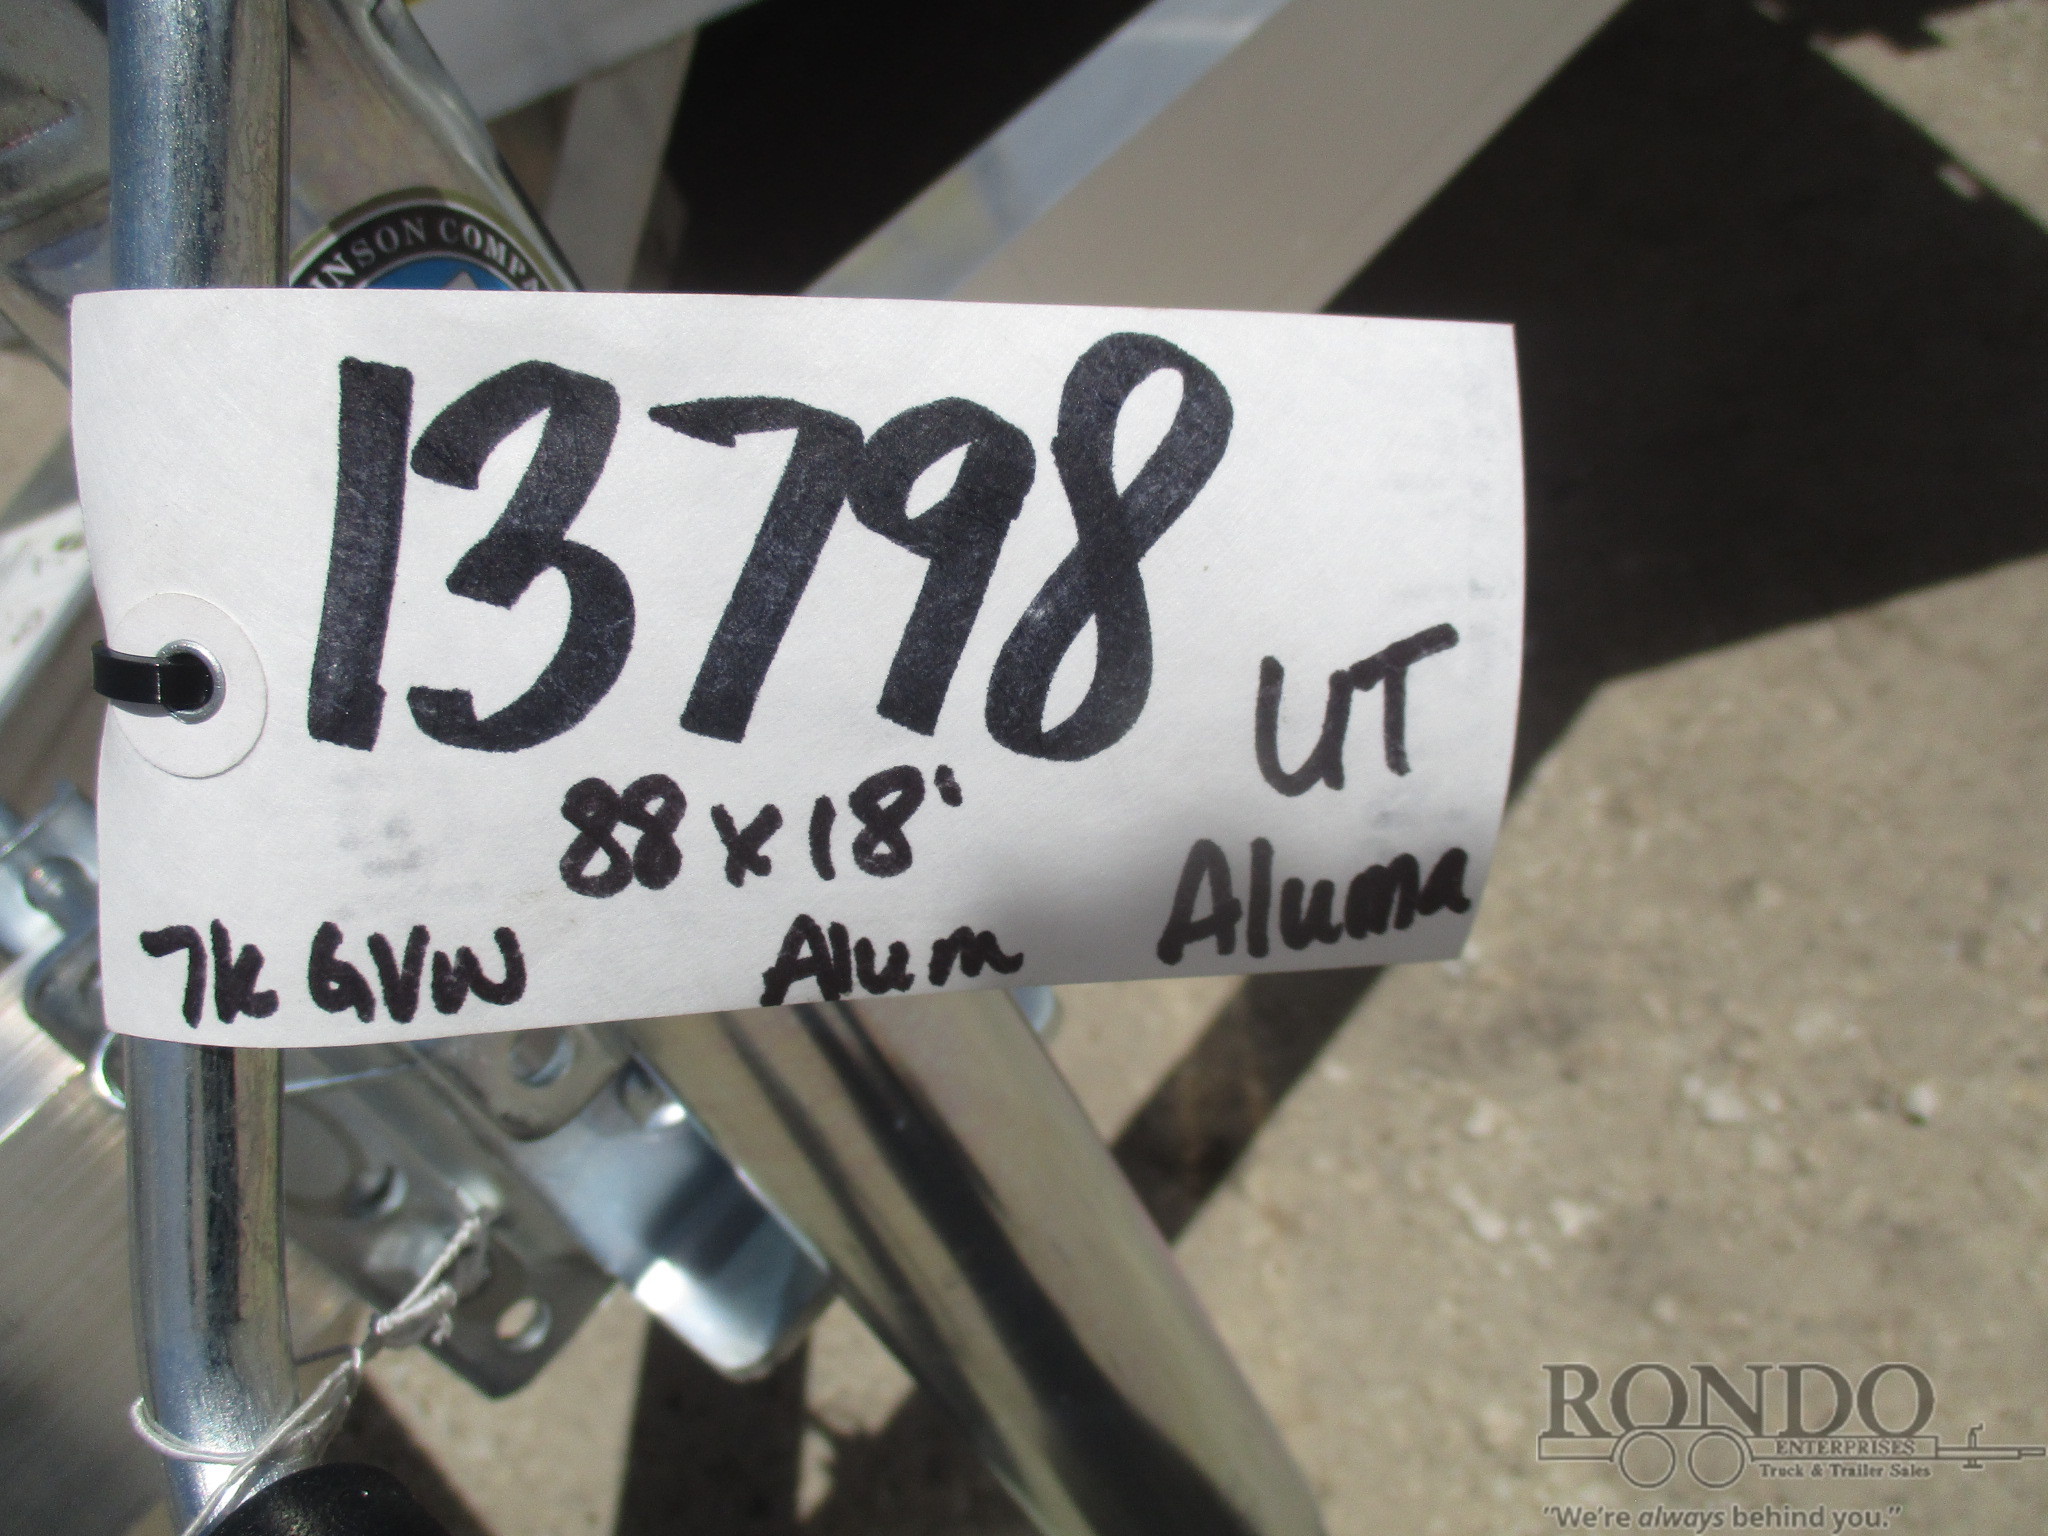 INSON COMPA
13798
UT
88 x 18'
7k GVW Alum Aluma
RONDO
ENTERPRISES
Truck & Trailer Sales
"We're always behind you."